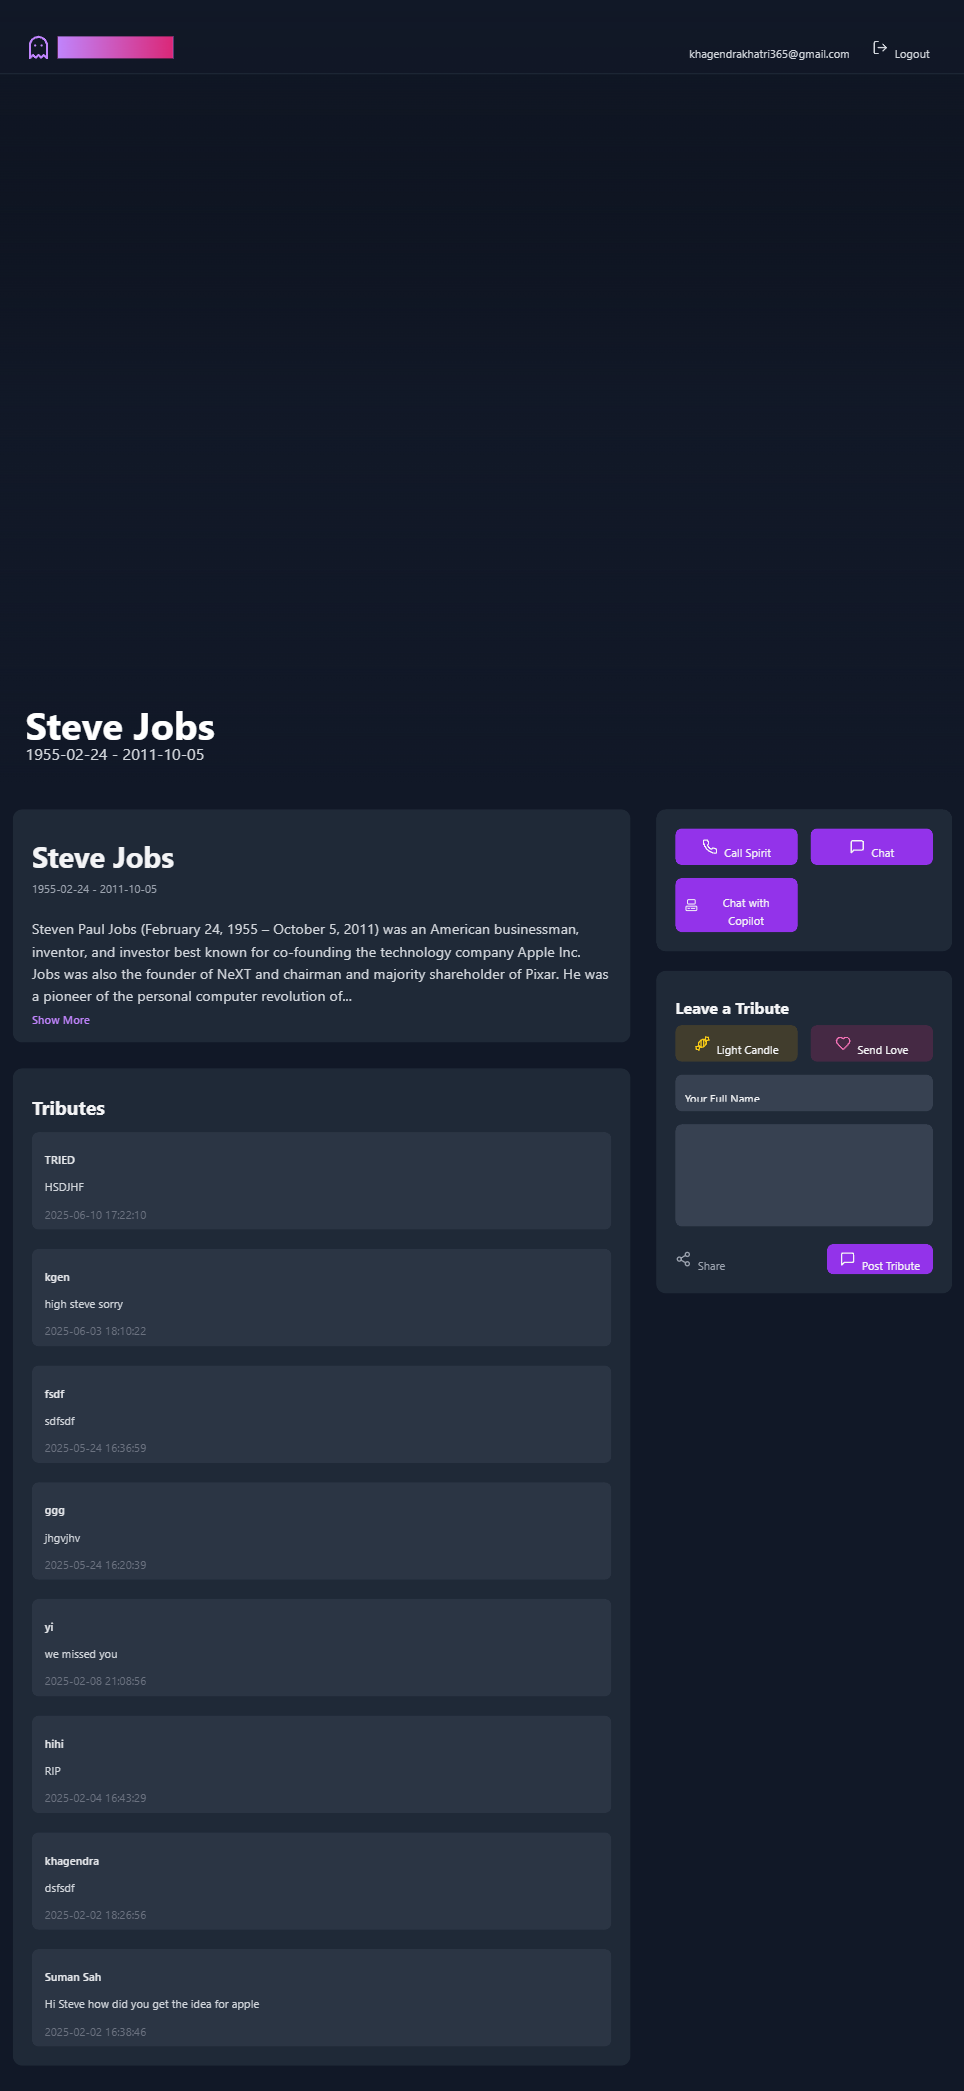 khagendrakhatri365@gmail.com
Logout
Steve Jobs
1955-02-24 - 2011-10-05
Steve Jobs
1955-02-24 - 2011-10-05
Steven Paul Jobs (February 24, 1955 – October 5, 2011) was an American businessman,
inventor, and investor best known for co-founding the technology company Apple Inc.
Jobs was also the founder of NeXT and chairman and majority shareholder of Pixar. He was
a pioneer of the personal computer revolution of...
Show More
Tributes
TRIED
HSDJHF
2025-06-10 17:22:10
kgen
high steve sorry
2025-06-03 18:10:22
fsdf
sdfsdf
2025-05-24 16:36:59
ggg
jhgvjhv
2025-05-24 16:20:39
yi
we missed you
2025-02-08 21:08:56
hihi
RIP
2025-02-04 16:43:29
khagendra
dsfsdf
2025-02-02 18:26:56
Suman Sah
Hi Steve how did you get the idea for apple
2025-02-02 16:38:46
Call Spirit
Chat
Chat with
Copilot
Leave a Tribute
Light Candle
Send Love
Your Full Name
Share
Post Tribute